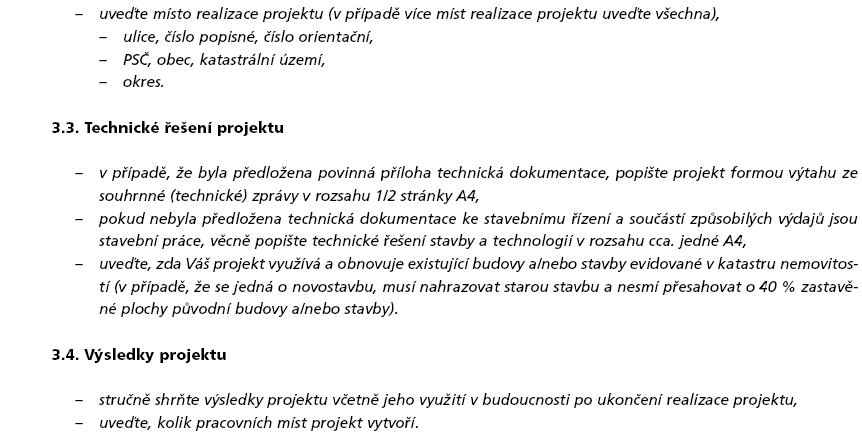 – uveďte místo realizace projektu (v případě více míst realizace projektu uveďte všechna),
– ulice, číslo popisné, číslo orientační,
– PSČ, obec, katastrální území,
– okres.
3.3. Technické řešení projektu
– v případě, že byla předložena povinná příloha technická dokumentace, popište projekt formou výtahu ze
souhrnné (technické) zprávy v rozsahu 1/2 stránky A4,
– pokud nebyla předložena technická dokumentace ke stavebnímu řízení a součástí způsobilých výdajů jsou
stavební práce, věcně popište technické řešení stavby a technologií v rozsahu cca. jedné A4,
– uveďte, zda Váš projekt využívá a obnovuje existující budovy a/nebo stavby evidované v katastru nemovitos-
tí (v případě, že se jedná o novostavbu, musí nahrazovat starou stavbu a nesmí přesahovat o 40 % zastavě-
né plochy původní budovy a/nebo stavby).
3.4. Výsledky projektu
– stručně shrňte výsledky projektu včetně jeho využití v budoucnosti po ukončení realizace projektu,
– uveďte, kolik pracovních míst projekt vytvoří.